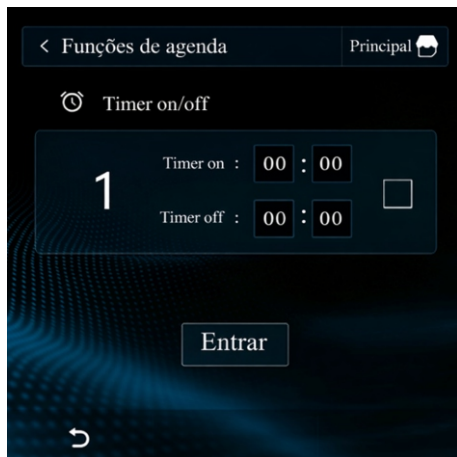 < Funções de agenda Principal
Timer on/off
1
Timer on : 00 : 00
Timer off : 00 : 00
Entrar